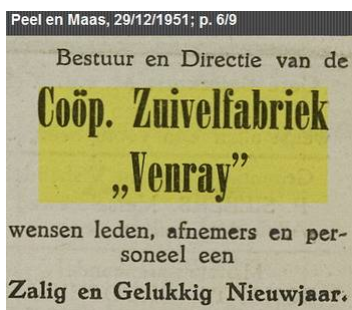 Peel en Maas, 29/12/1951; p. 6/9
Bestuur en Directie van de
Coöp. Zuivelfabriek
„Venray”
wensen leden, afnemers en per-
soneel een
Zalig en Gelukkig Nieuwjaar.